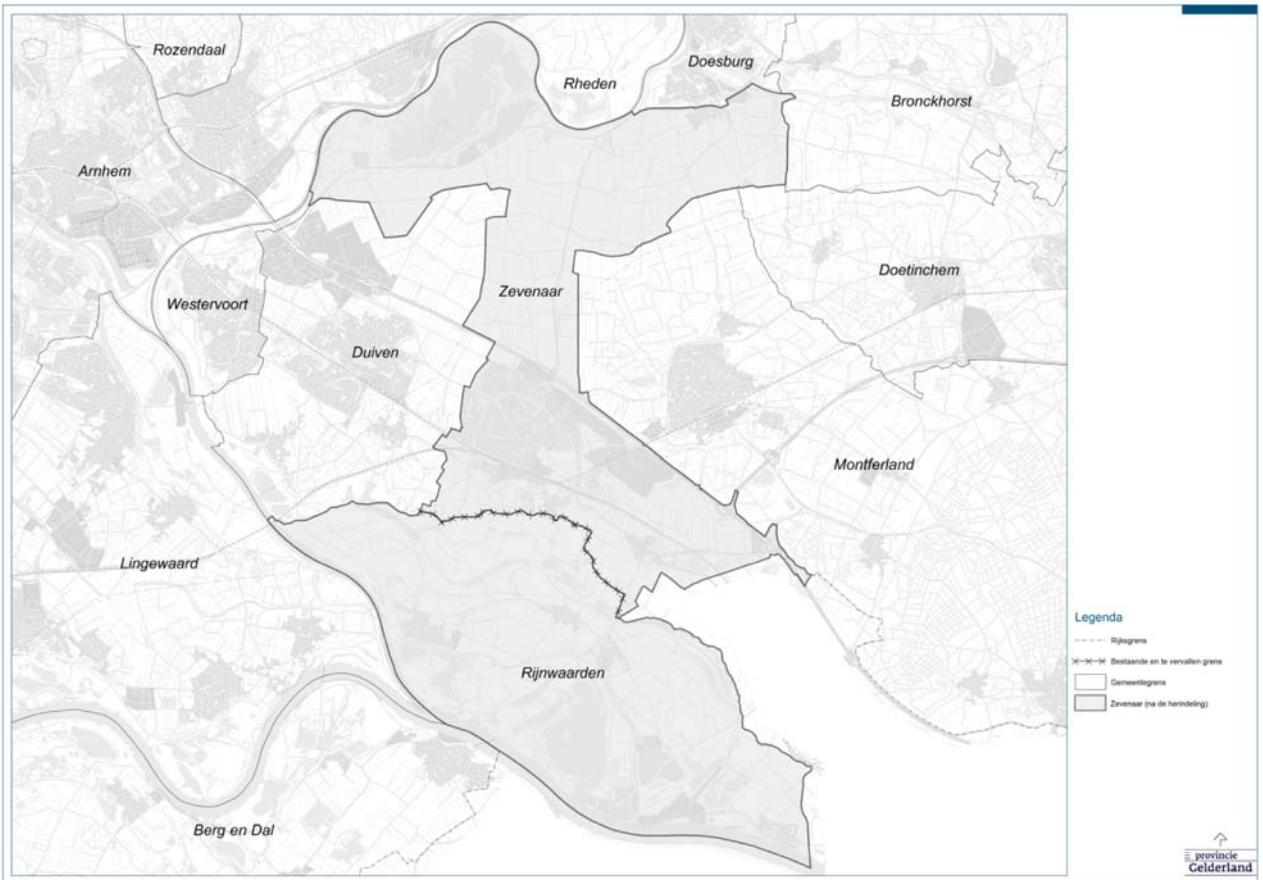 Rozendaal
Doesburg
Rheden
Bronckhorst
Arnhem
Doetinchem
Zevenaar
Westervoort
Duiven
Montferland
Lingewaard
Rijnwaarden
Berg en Dal
Legenda
Rijksgrens
Bestaande en te vervallen grens
Gemeentegrens
Zevenaar (na de herindeling)
provincie
Gelderland